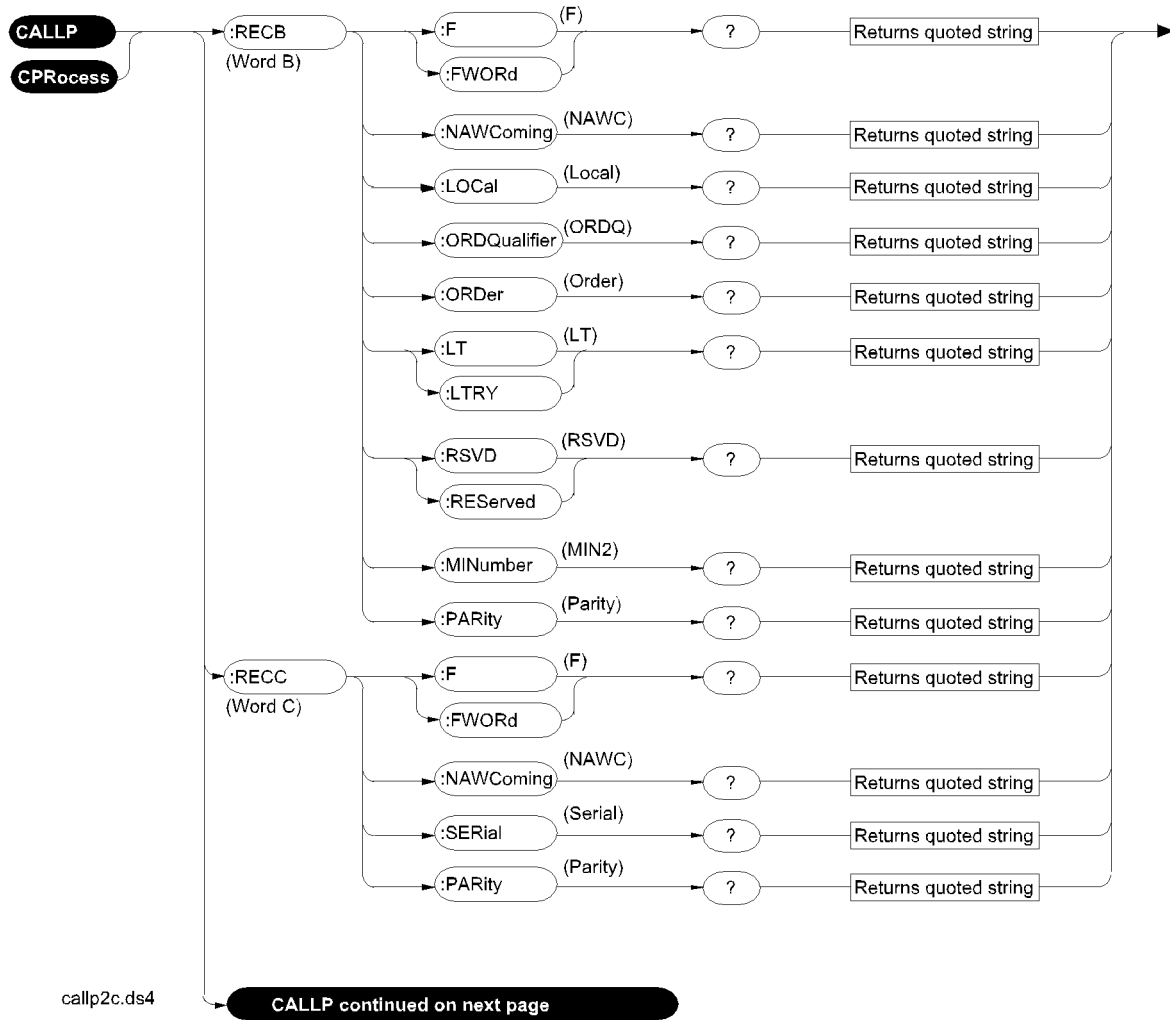 CALLP
CPRocess
:RECB
(Word B)
:F
(F)
:FWORd
?
Returns quoted string
:NAWComing
(NAWC)
?
Returns quoted string
:LOCal
(Local)
?
Returns quoted string
:ORDQualifier
(ORDQ)
?
Returns quoted string
:ORDer
(Order)
?
Returns quoted string
:LT
(LT)
:LTRY
?
Returns quoted string
:RSVD
(RSVD)
:REServed
?
Returns quoted string
:MINumber
(MIN2)
?
Returns quoted string
:PARity
(Parity)
?
Returns quoted string
:RECC
(Word C)
:F
(F)
:FWORd
?
Returns quoted string
:NAWComing
(NAWC)
?
Returns quoted string
:SERial
(Serial)
?
Returns quoted string
:PARity
(Parity)
?
Returns quoted string
callp2c.ds4
CALLP continued on next page